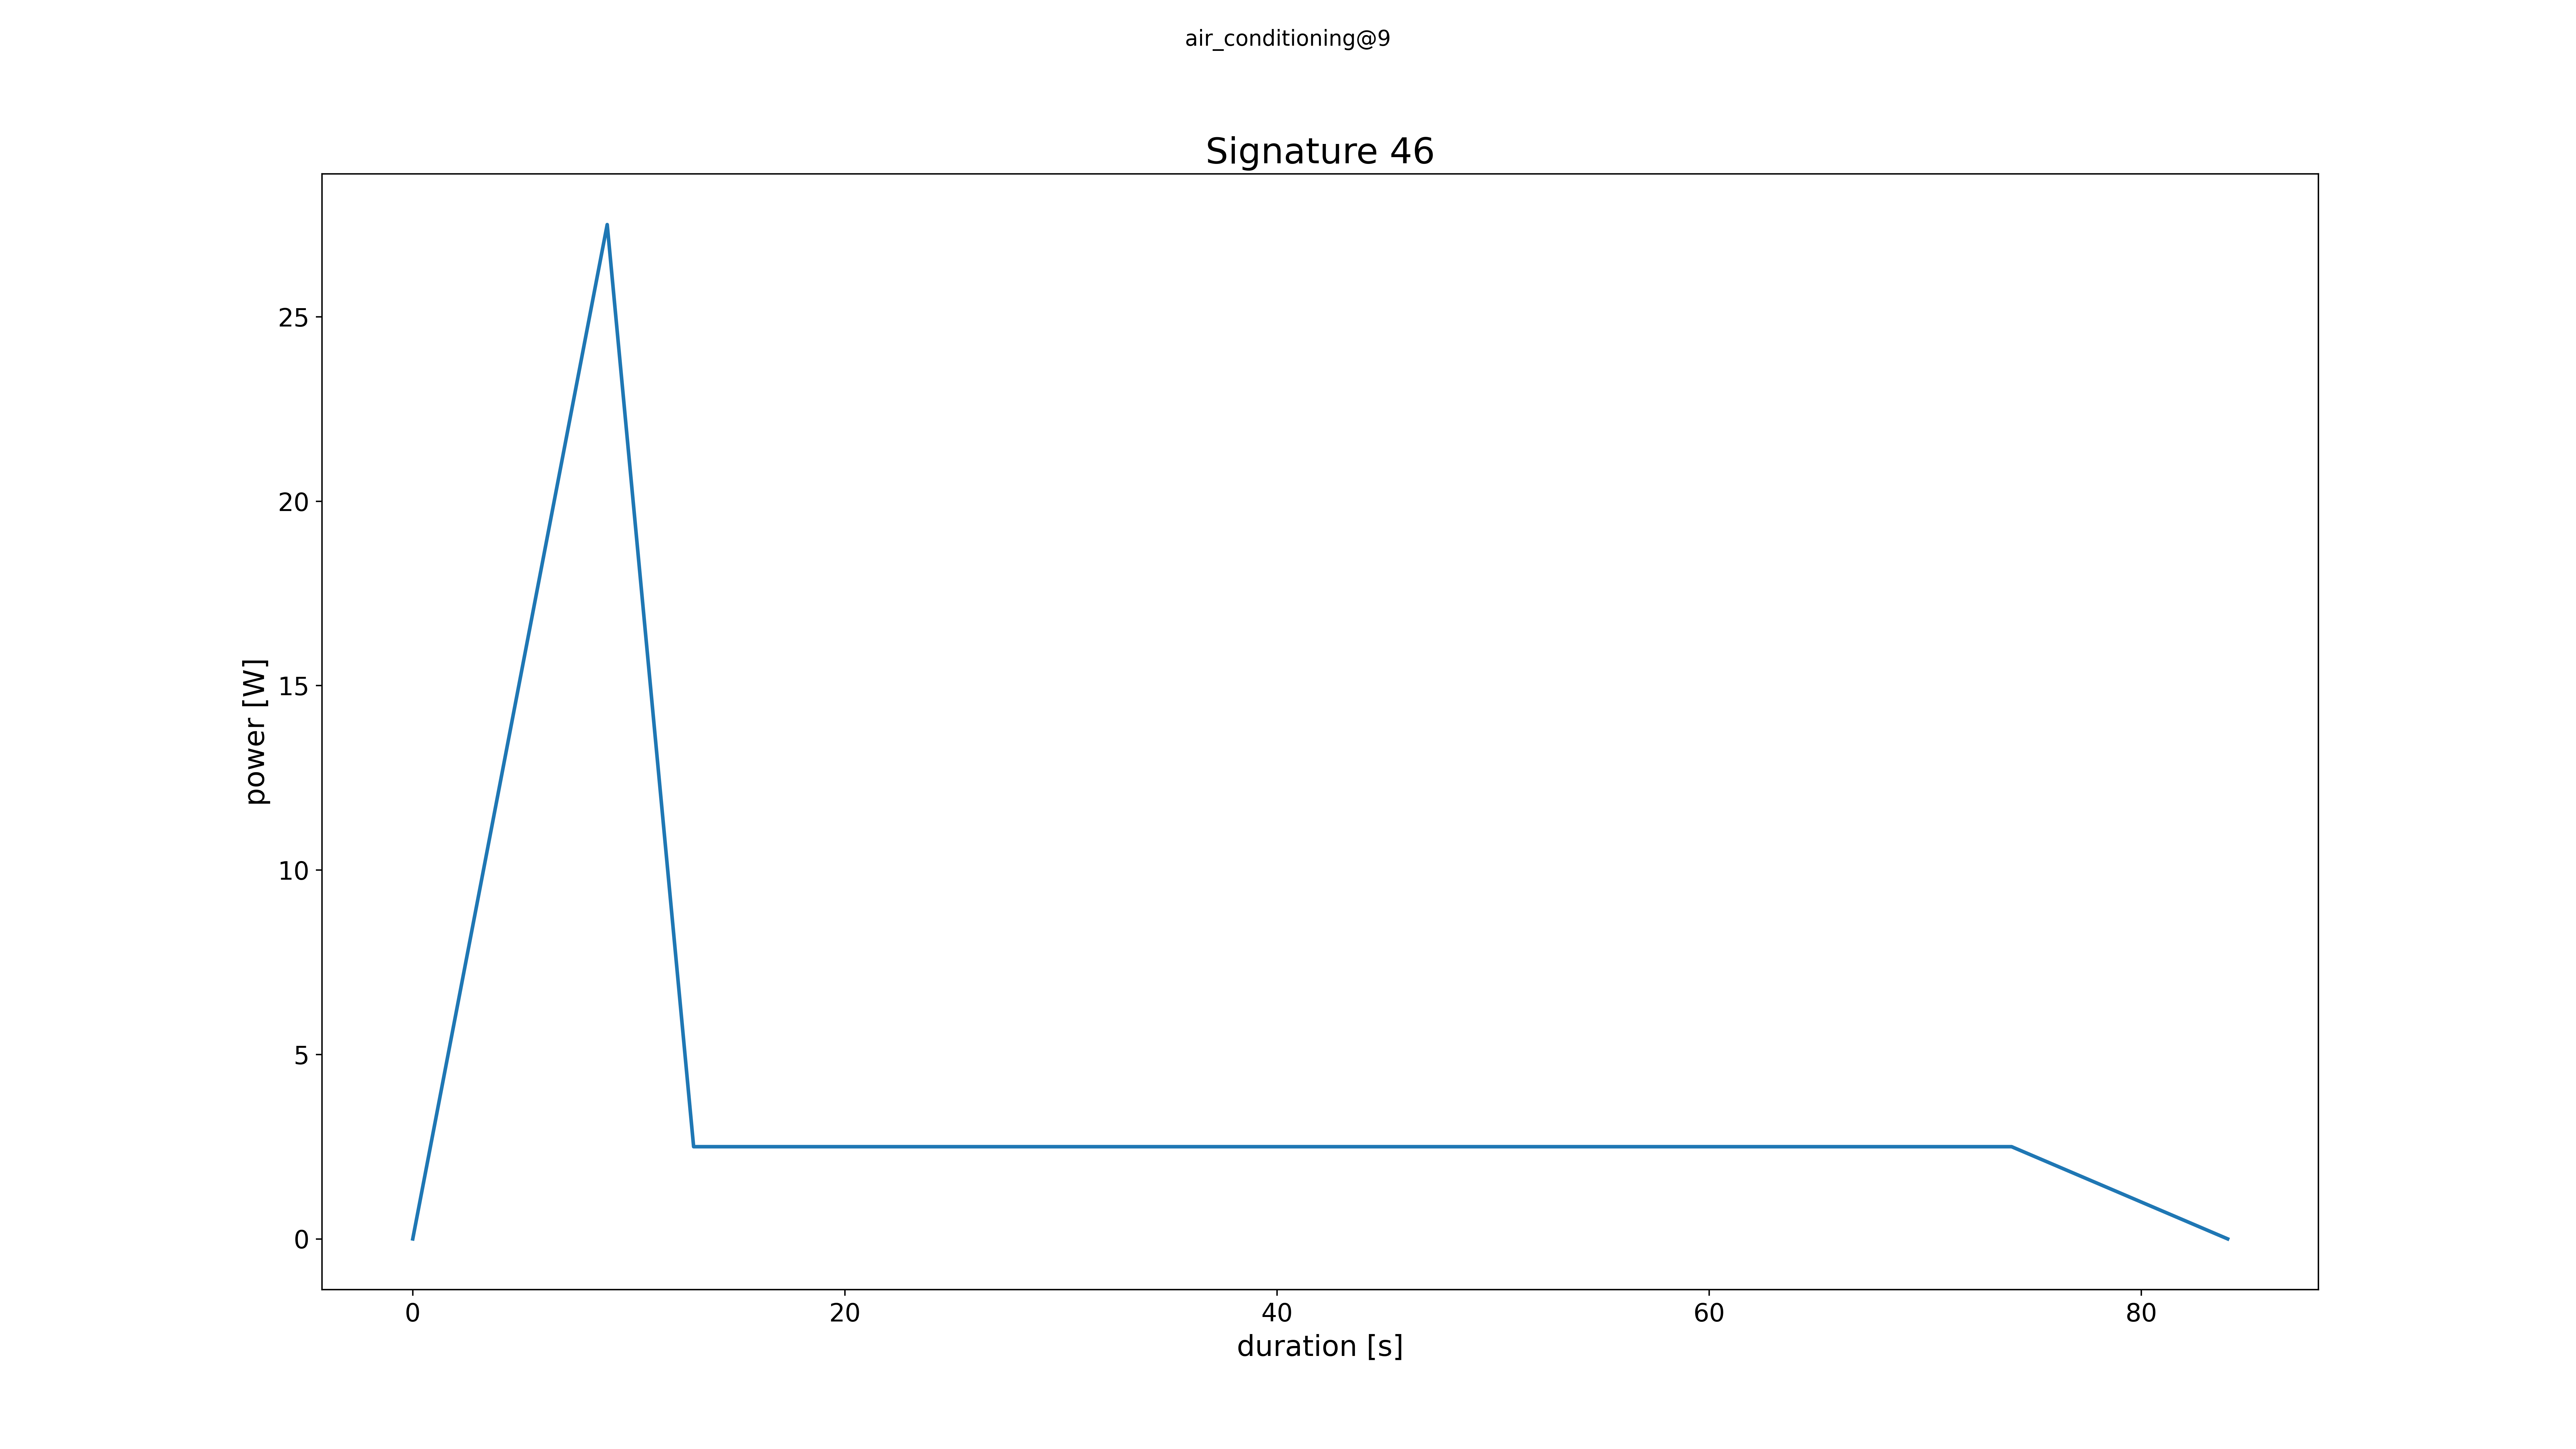 air_conditioning@9
Signature 46
power [W]
25
20
15
10
5
0
0 20 40 60 80
duration [s]